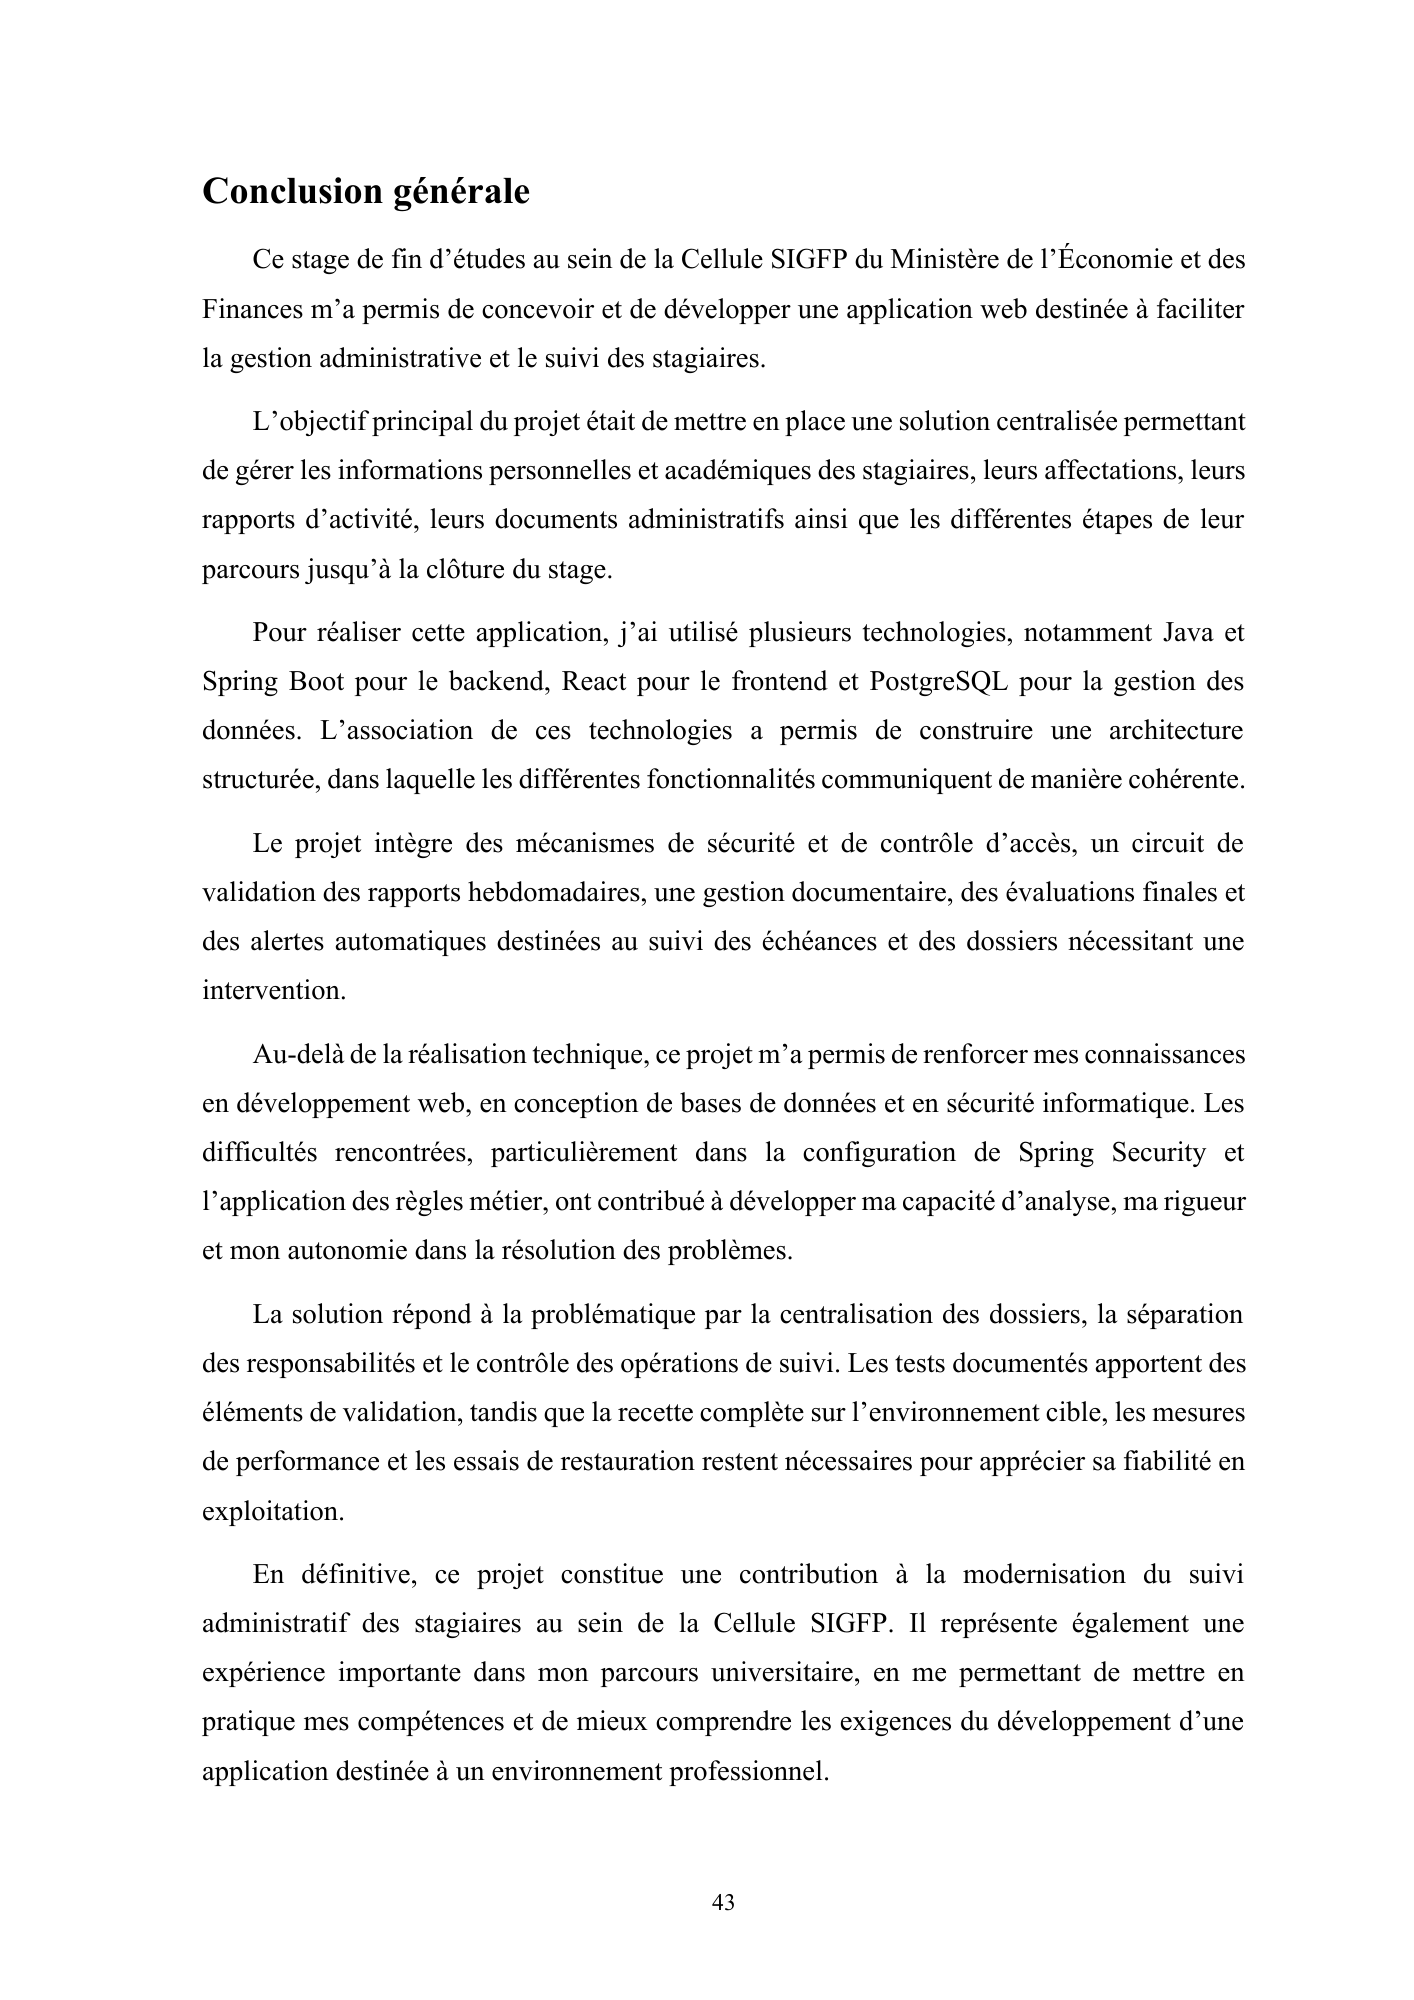 Conclusion générale
Ce stage de fin d’études au sein de la Cellule SIGFP du Ministère de l’Économie et des
Finances m’a permis de concevoir et de développer une application web destinée à faciliter
la gestion administrative et le suivi des stagiaires.
L’objectif principal du projet était de mettre en place une solution centralisée permettant
de gérer les informations personnelles et académiques des stagiaires, leurs affectations, leurs
rapports d’activité, leurs documents administratifs ainsi que les différentes étapes de leur
parcours jusqu’à la clôture du stage.
Pour réaliser cette application, j’ai utilisé plusieurs technologies, notamment Java et
Spring Boot pour le backend, React pour le frontend et PostgreSQL pour la gestion des
données. L’association de ces technologies a permis de construire une architecture
structurée, dans laquelle les différentes fonctionnalités communiquent de manière cohérente.
Le projet intègre des mécanismes de sécurité et de contrôle d’accès, un circuit de
validation des rapports hebdomadaires, une gestion documentaire, des évaluations finales et
des alertes automatiques destinées au suivi des échéances et des dossiers nécessitant une
intervention.
Au-delà de la réalisation technique, ce projet m’a permis de renforcer mes connaissances
en développement web, en conception de bases de données et en sécurité informatique. Les
difficultés rencontrées, particulièrement dans la configuration de Spring Security et
l’application des règles métier, ont contribué à développer ma capacité d’analyse, ma rigueur
et mon autonomie dans la résolution des problèmes.
La solution répond à la problématique par la centralisation des dossiers, la séparation
des responsabilités et le contrôle des opérations de suivi. Les tests documentés apportent des
éléments de validation, tandis que la recette complète sur l’environnement cible, les mesures
de performance et les essais de restauration restent nécessaires pour apprécier sa fiabilité en
exploitation.
En définitive, ce projet constitue une contribution à la modernisation du suivi
administratif des stagiaires au sein de la Cellule SIGFP. Il représente également une
expérience importante dans mon parcours universitaire, en me permettant de mettre en
pratique mes compétences et de mieux comprendre les exigences du développement d’une
application destinée à un environnement professionnel.
43